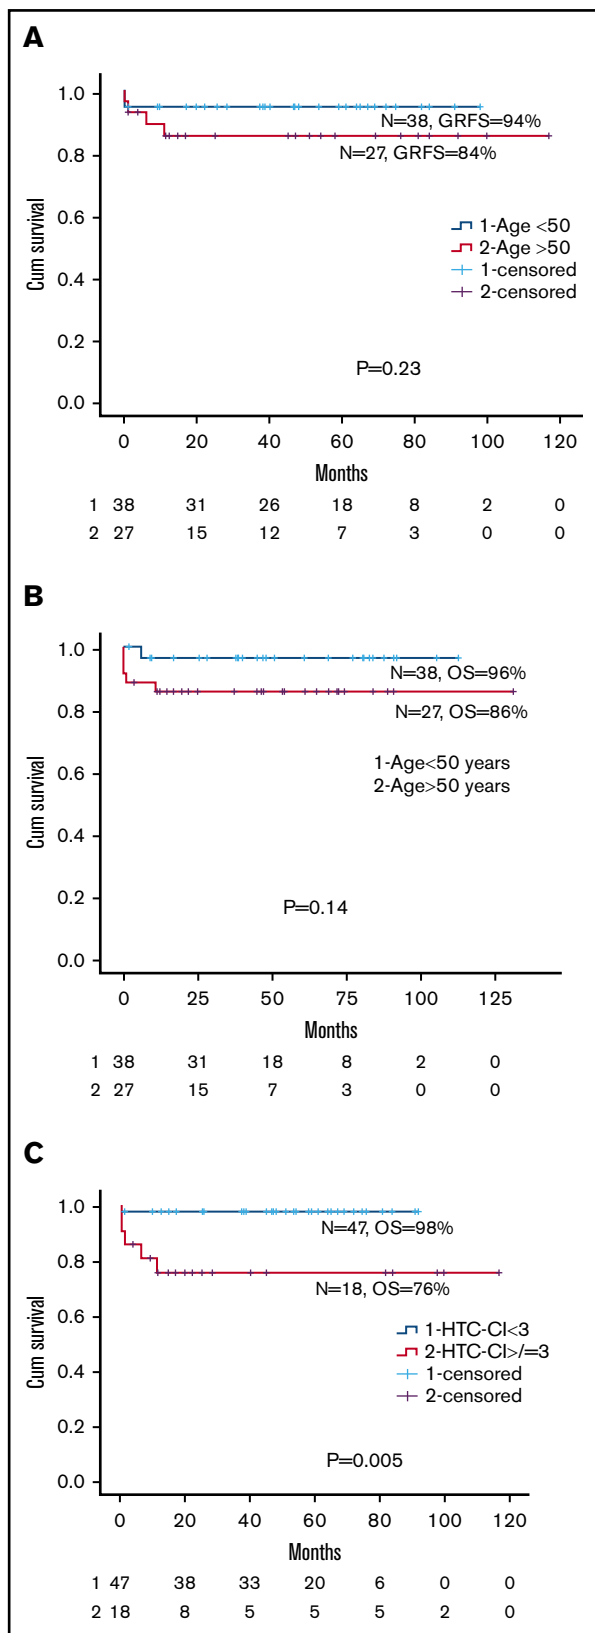 A
1.0
0.8
0.6
0.4
0.2
0.0
Cum survival
N=38, GRFS=94%
N=27, GRFS=84%
1-Age <50
2-Age >50
1-censored
2-censored
P=0.23
0 20 40 60 80 100 120
Months
1 38 31 26 18 8 2 0
2 27 15 12 7 3 0 0
B
1.0
0.8
0.6
0.4
0.2
0.0
Cum survival
N=38, OS=96%
N=27, OS=86%
1-Age<50 years
2-Age>50 years
P=0.14
0 25 50 75 100 125
Months
1 38 31 18 8 2 0
2 27 15 7 3 0 0
C
1.0
0.8
0.6
0.4
0.2
0.0
Cum survival
N=47, OS=98%
N=18, OS=76%
1-HTC-CI<3
2-HTC-CI>/=3
1-censored
2-censored
P=0.005
0 20 40 60 80 100 120
Months
1 47 38 33 20 6 0 0
2 18 8 5 5 5 2 0